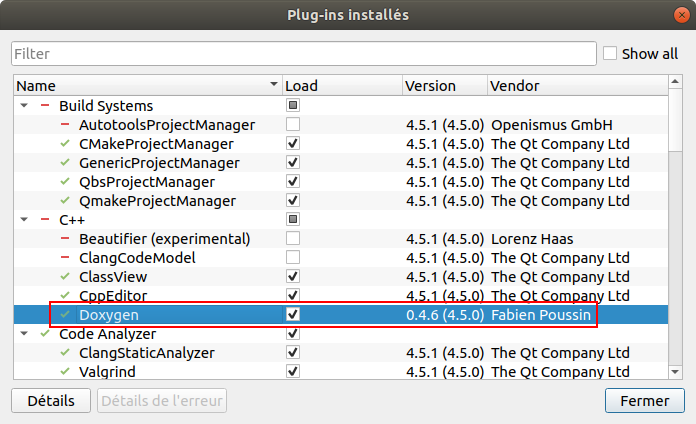 Plug-ins installés
Filter
Show all
Name Load Version Vendor
Build Systems
AutotoolsProjectManager 4.5.1 (4.5.0) Openismus GmbH
CMakeProjectManager 4.5.1 (4.5.0) The Qt Company Ltd
GenericProjectManager 4.5.1 (4.5.0) The Qt Company Ltd
QbsProjectManager 4.5.1 (4.5.0) The Qt Company Ltd
QmakeProjectManager 4.5.1 (4.5.0) The Qt Company Ltd
C++
Beautifier (experimental) 4.5.1 (4.5.0) Lorenz Haas
ClangCodeModel 4.5.1 (4.5.0) The Qt Company Ltd
ClassView 4.5.1 (4.5.0) The Qt Company Ltd
CppEditor 4.5.1 (4.5.0) The Qt Company Ltd
Doxygen 0.4.6 (4.5.0) Fabien Poussin
Code Analyzer
ClangStaticAnalyzer 4.5.1 (4.5.0) The Qt Company Ltd
Valgrind 4.5.1 (4.5.0) The Qt Company Ltd
Détails Détails de l'erreur Fermer